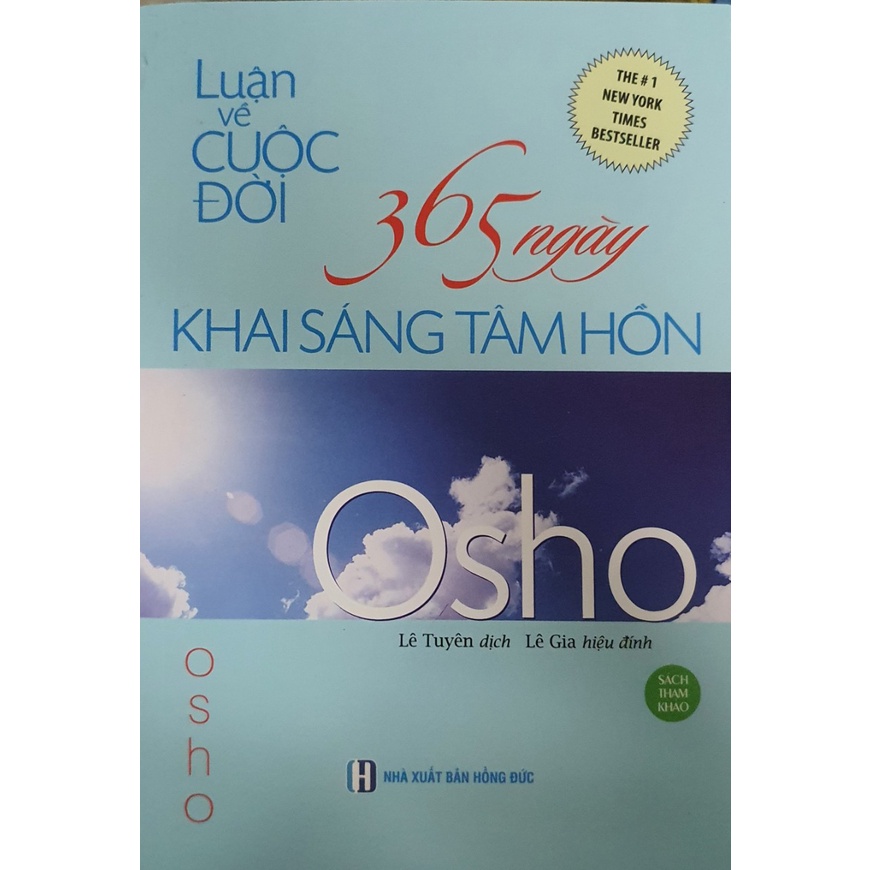 Luận
về
CUỘC
ĐỜI
THE # 1
NEW YORK
TIMES
BESTSELLER
365 ngày
KHAI SÁNG TÂM HỒN
Osho
Lê Tuyên dịch Lê Gia hiệu đính
SÁCH
THAM
KHẢO
osho
NHÀ XUẤT BẢN HỒNG ĐỨC